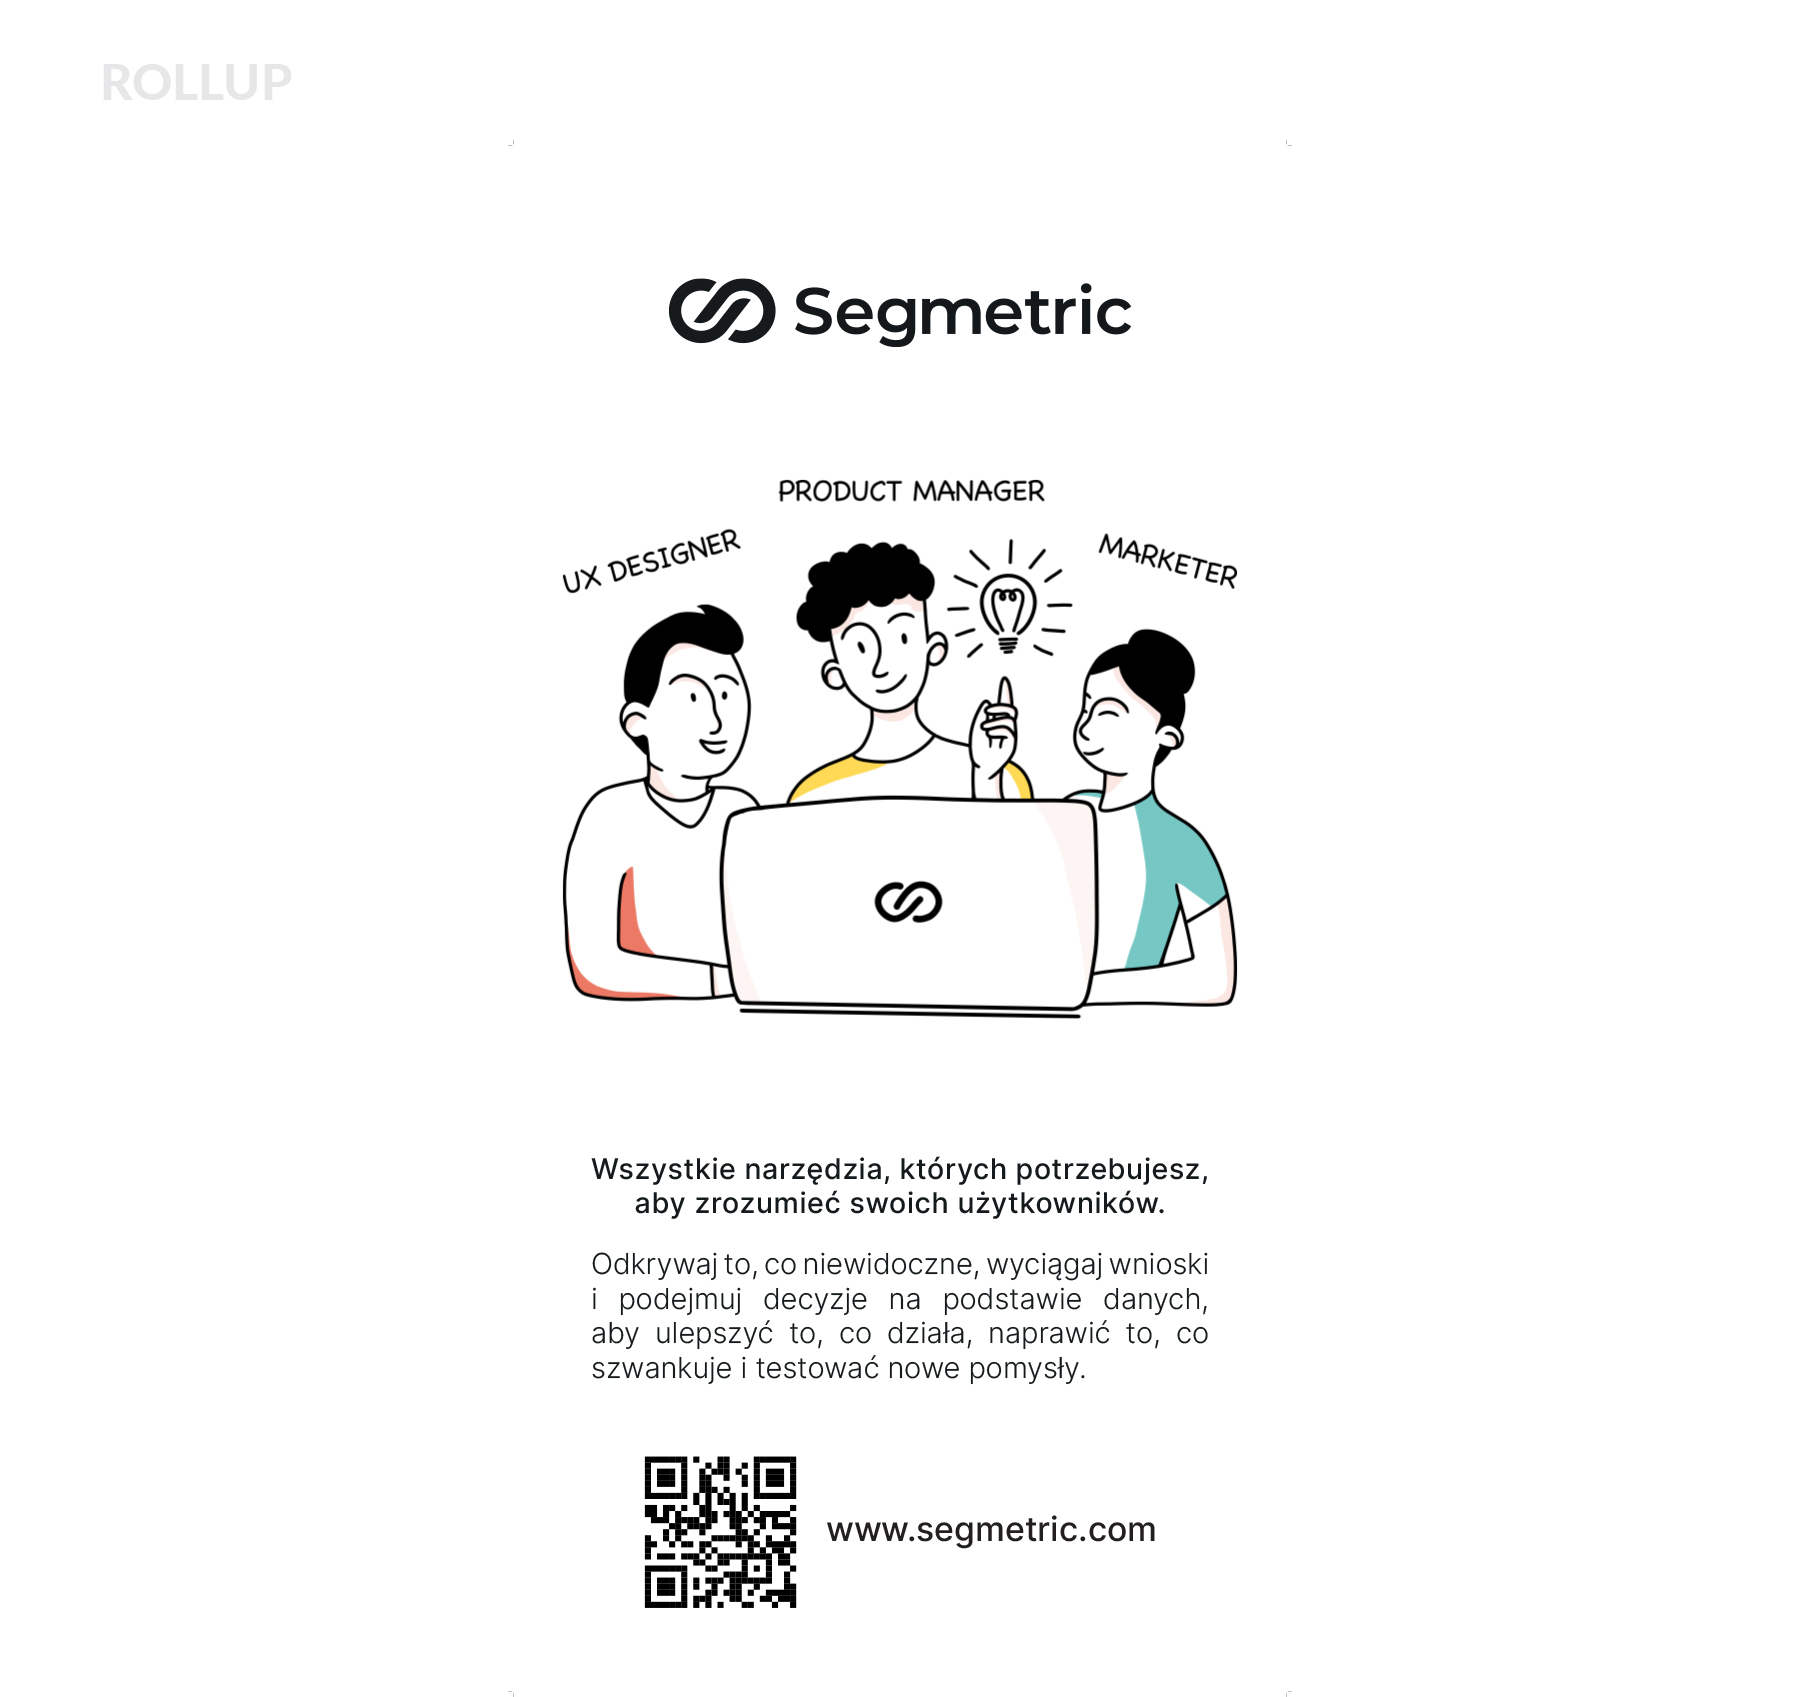 ROLLUP
Segmetric
PRODUCT MANAGER
UX DESIGNER
MARKETER
Wszystkie narzędzia, których potrzebujesz,
aby zrozumieć swoich użytkowników.
Odkrywaj to, co niewidoczne, wyciągaj wnioski
i podejmuj decyzje na podstawie danych,
aby ulepszyć to, co działa, naprawić to, co
szwankuje i testować nowe pomysły.
www.segmetric.com